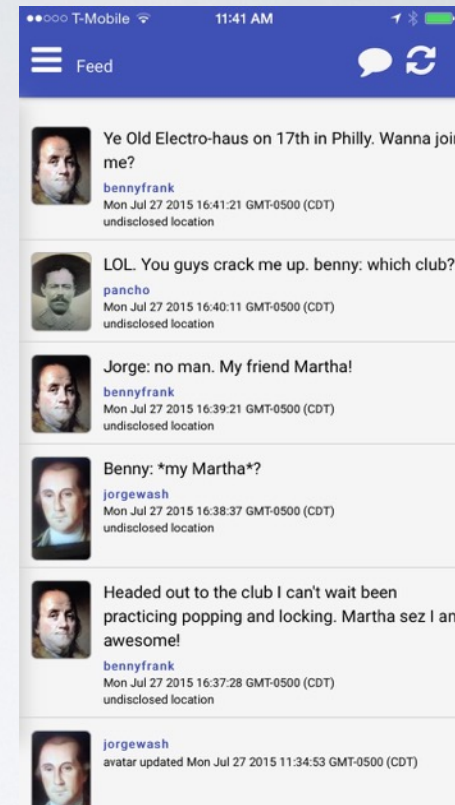 T-Mobile 11:41 AM
Feed
Ye Old Electro-haus on 17th in Philly. Wanna join
me?
bennyfrank
Mon Jul 27 2015 16:41:21 GMT-0500 (CDT)
undisclosed location
LOL. You guys crack me up. benny: which club?
pancho
Mon Jul 27 2015 16:40:11 GMT-0500 (CDT)
undisclosed location
Jorge: no man. My friend Martha!
bennyfrank
Mon Jul 27 2015 16:39:21 GMT-0500 (CDT)
undisclosed location
Benny: *my Martha*?
jorgewash
Mon Jul 27 2015 16:38:37 GMT-0500 (CDT)
undisclosed location
Headed out to the club I can't wait been
practicing popping and locking. Martha sez I am
awesome!
bennyfrank
Mon Jul 27 2015 16:37:28 GMT-0500 (CDT)
undisclosed location
jorgewash
avatar updated Mon Jul 27 2015 11:34:53 GMT-0500 (CDT)